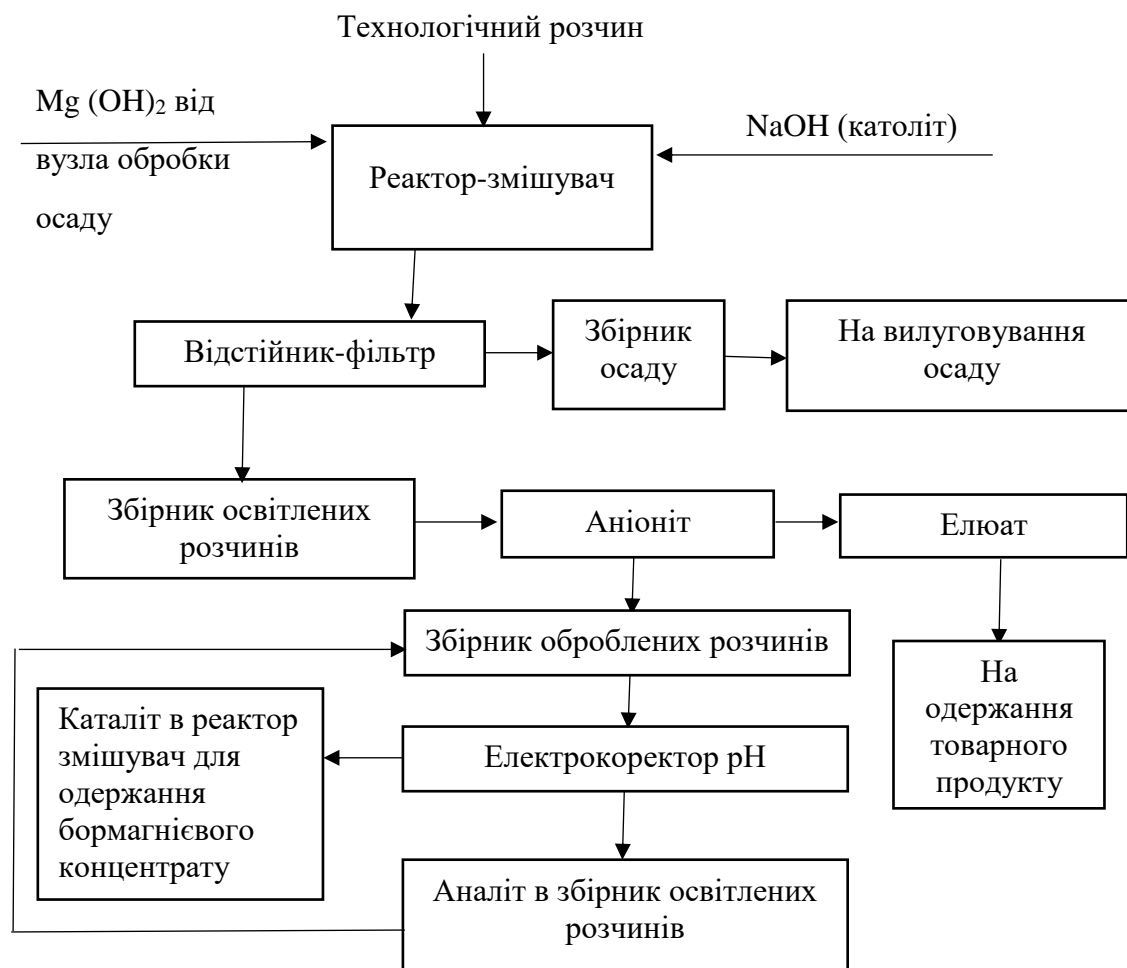 Технологічний розчин
Mg (OH)₂ від
вузла обробки
осаду
NaOH (католіт)
Реактор-змішувач
Відстійник-фільтр
Збірник
осаду
На вилуговування
осаду
Збірник освітлених
розчинів
Аніоніт
Елюат
Збірник оброблених розчинів
На
одержання
товарного
продукту
Каталіт в реактор
змішувач для
одержання
бормагнієвого
концентрату
Електрокоректор рН
Аналіт в збірник освітлених
розчинів